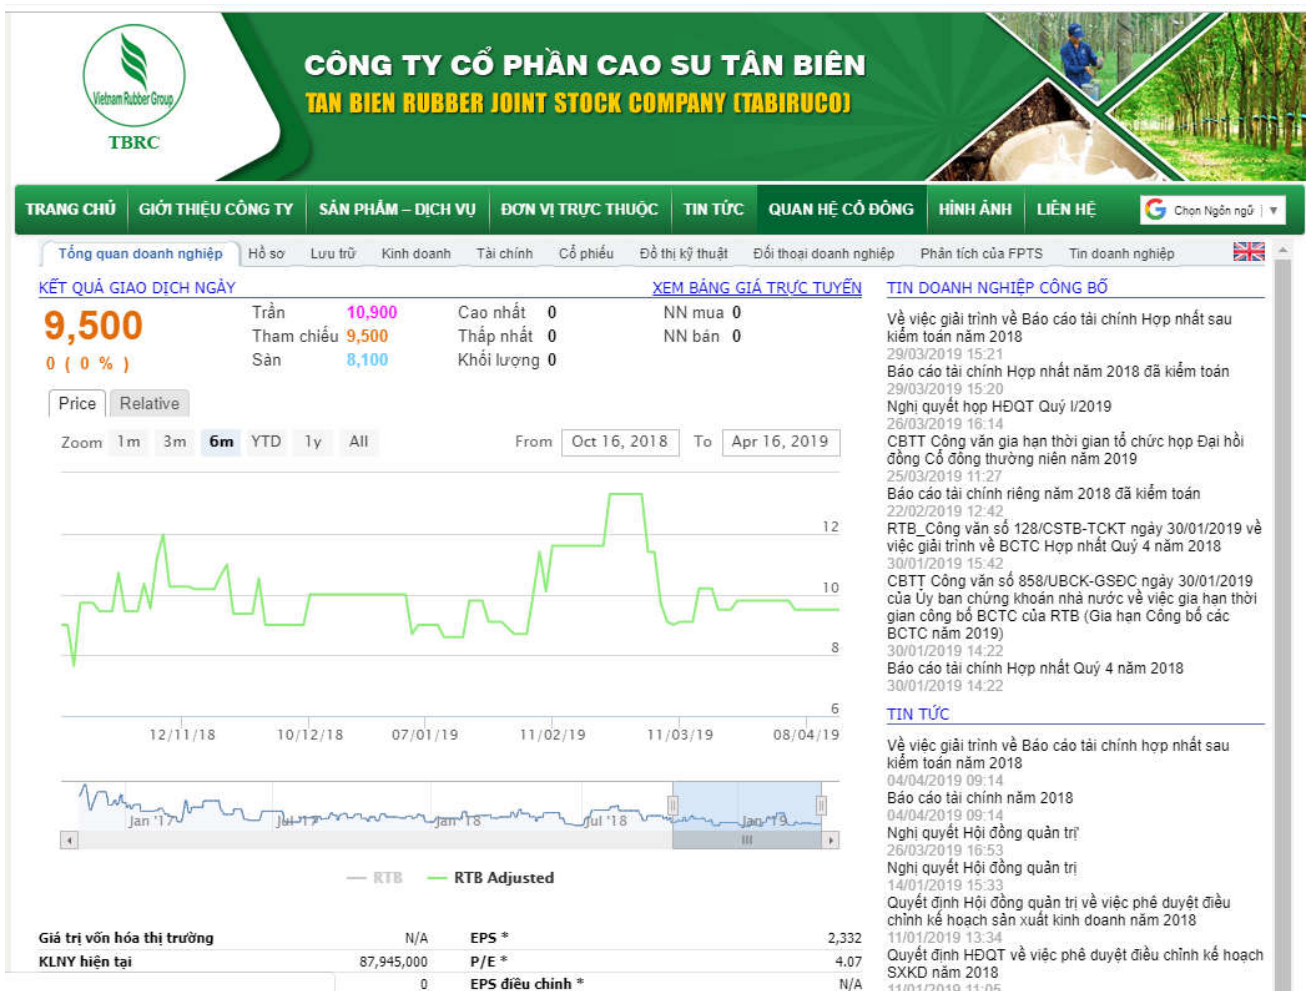 Vietnam Rubber Group
TBRC
CÔNG TY CỔ PHẦN CAO SU TÂN BIÊN
TAN BIEN RUBBER JOINT STOCK COMPANY (TABIRUCO)
TRANG CHỦ GIỚI THIỆU CÔNG TY SẢN PHẨM – DỊCH VỤ ĐƠN VỊ TRỰC THUỘC TIN TỨC QUAN HỆ CỔ ĐÔNG HÌNH ẢNH LIÊN HỆ G Chọn Ngôn ngữ ▼
Tổng quan doanh nghiệp Hồ sơ Lưu trữ Kinh doanh Tài chính Cổ phiếu Đồ thị kỹ thuật Đối thoại doanh nghiệp Phân tích của FPTS Tin doanh nghiệp
KẾT QUẢ GIAO DỊCH NGÀY XEM BẢNG GIÁ TRỰC TUYẾN
9,500
0 ( 0 % )
Trần 10,900 Cao nhất 0 NN mua 0
Tham chiếu 9,500 Thấp nhất 0 NN bán 0
Sàn 8,100 Khối lượng 0
Price Relative
Zoom 1m 3m 6m YTD 1y All From Oct 16, 2018 To Apr 16, 2019
12
10
8
6
12/11/18 10/12/18 07/01/19 11/02/19 11/03/19 08/04/19
Jan '17 Jul '17 Jan '18 Jul '18 Jan '19
RTB RTB Adjusted
Giá trị vốn hóa thị trường N/A EPS * 2,332
KLNY hiện tại 87,945,000 P/E * 4.07
0 EPS điều chỉnh * N/A
TIN DOANH NGHIỆP CÔNG BỐ
Về việc giải trình về Báo cáo tài chính Hợp nhất sau
kiểm toán năm 2018
29/03/2019 15:21
Báo cáo tài chính Hợp nhất năm 2018 đã kiểm toán
29/03/2019 15:20
Nghị quyết họp HĐQT Quý I/2019
26/03/2019 16:14
CBTT Công văn gia hạn thời gian tổ chức họp Đại hồi
đồng Cổ đông thường niên năm 2019
25/03/2019 11:27
Báo cáo tài chính riêng năm 2018 đã kiểm toán
22/02/2019 12:42
RTB_Công văn số 128/CSTB-TCKT ngày 30/01/2019 về
việc giải trình về BCTC Hợp nhất Quý 4 năm 2018
30/01/2019 15:42
CBTT Công văn số 858/UBCK-GSĐC ngày 30/01/2019
của Ủy ban chứng khoán nhà nước về việc gia hạn thời
gian công bố BCTC của RTB (Gia hạn Công bố các
BCTC năm 2019)
30/01/2019 14:22
Báo cáo tài chính Hợp nhất Quý 4 năm 2018
30/01/2019 14:22
TIN TỨC
Về việc giải trình về Báo cáo tài chính hợp nhất sau
kiểm toán năm 2018
04/04/2019 09:14
Báo cáo tài chính năm 2018
04/04/2019 09:14
Nghị quyết Hội đồng quản trị'
26/03/2019 16:53
Nghị quyết Hội đồng quản trị
14/01/2019 15:33
Quyết định Hội đồng quản trị về việc phê duyệt điều
chỉnh kế hoạch sản xuất kinh doanh năm 2018
11/01/2019 13:34
Quyết định HĐQT về việc phê duyệt điều chỉnh kế hoạch
SXKD năm 2018
11/01/2019 11:05